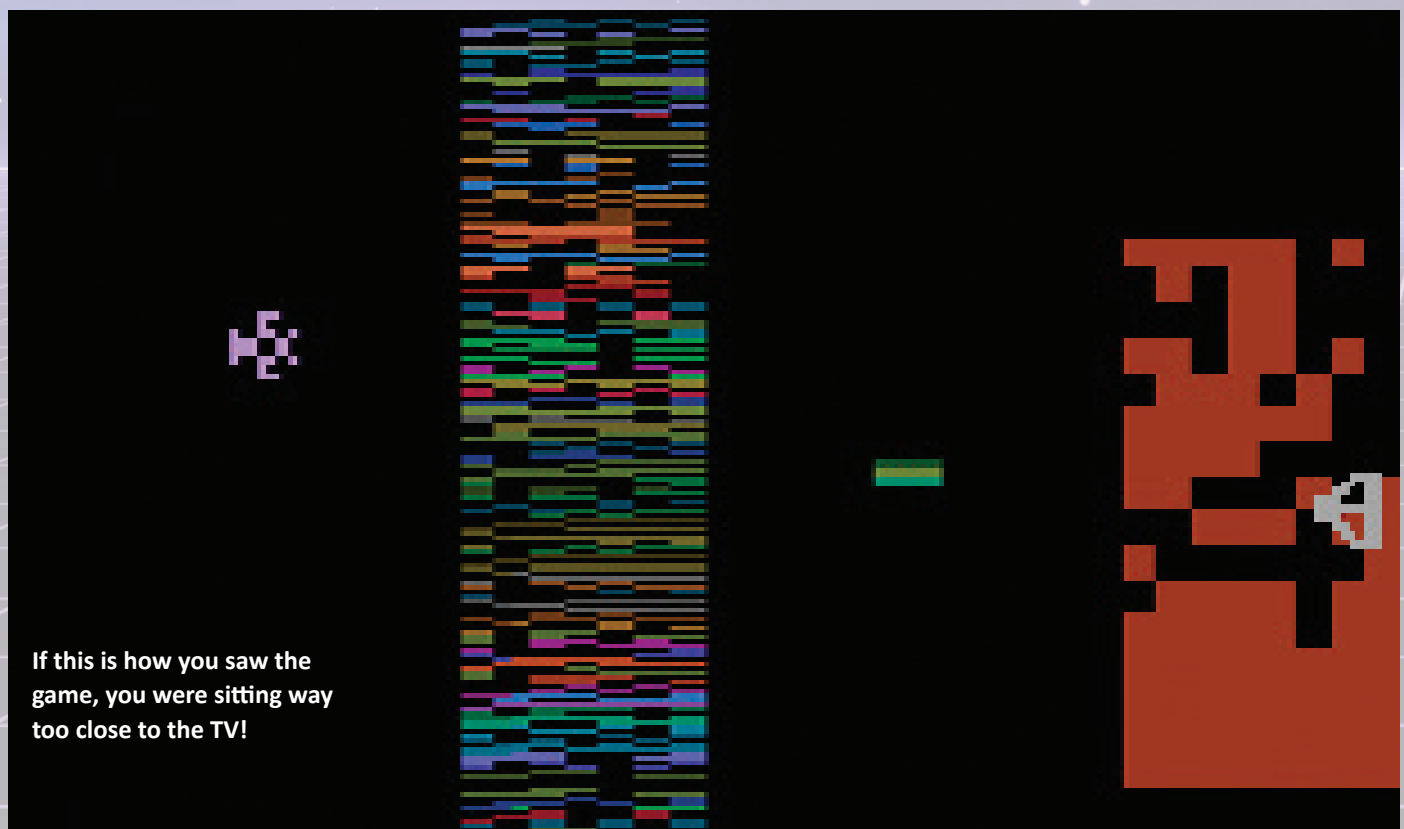 If this is how you saw the
game, you were sitting way
too close to the TV!